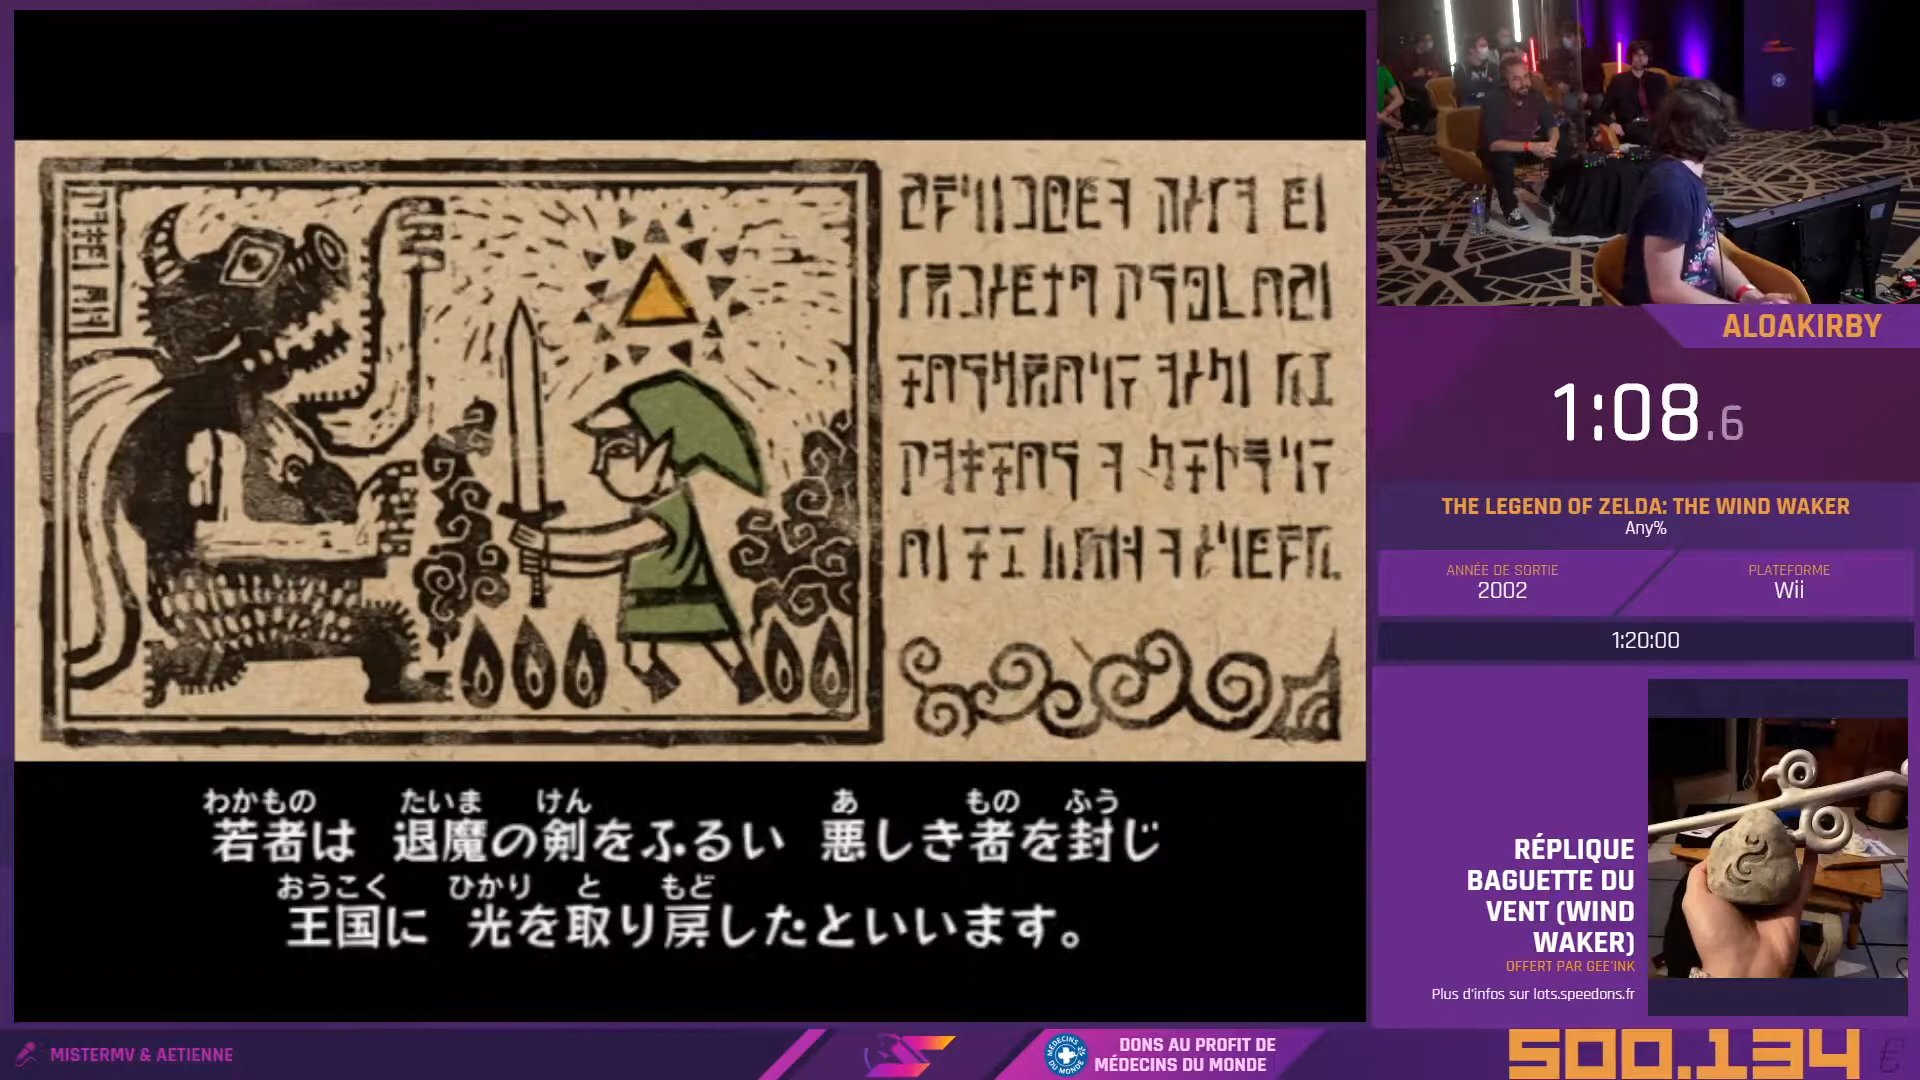 わかもの たいま けん あ もの ふう
若者は 退魔の剣をふるい 悪しき者を封じ
おうこく ひかり と もど
王国に 光を取り戻したといいます。
ALOAKIRBY
1:08.6
THE LEGEND OF ZELDA: THE WIND WAKER
Any%
ANNÉE DE SORTIE
2002
PLATEFORME
Wii
1:20:00
RÉPLIQUE
BAGUETTE DU
VENT (WIND
WAKER)
OFFERT PAR GEE'INK
Plus d'infos sur lots.speedons.fr
MISTERMV & AETIENNE
MÉDECINS DU MONDE
DONS AU PROFIT DE
MÉDECINS DU MONDE
500.134 €